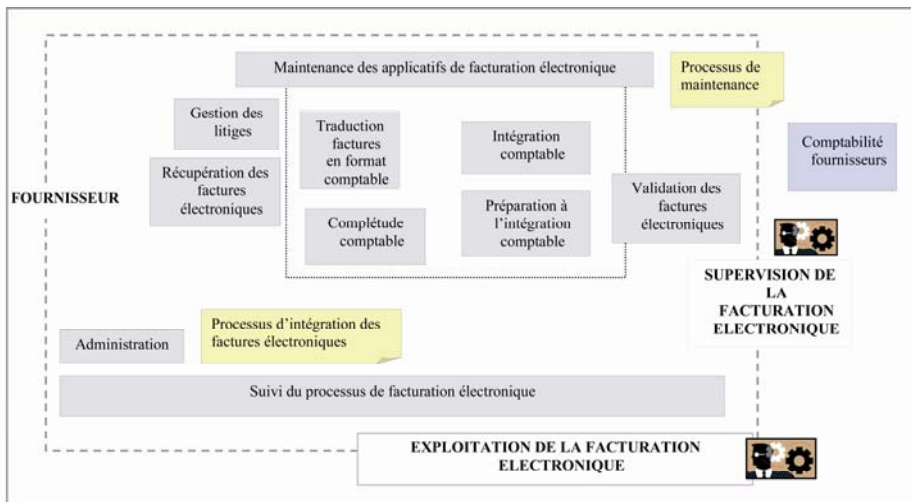 Maintenance des applicatifs de facturation électronique
Processus de
maintenance
Gestion des
litiges
Traduction
factures
en format
comptable
Intégration
comptable
Comptabilité
fournisseurs
Récupération des
factures
électroniques
FOURNISSEUR
Validation des
factures
électroniques
Complétude
comptable
Préparation à
l’intégration
comptable
SUPERVISION DE
LA
FACTURATION
ELECTRONIQUE
Processus d’intégration des
factures électroniques
Administration
Suivi du processus de facturation électronique
EXPLOITATION DE LA FACTURATION
ELECTRONIQUE